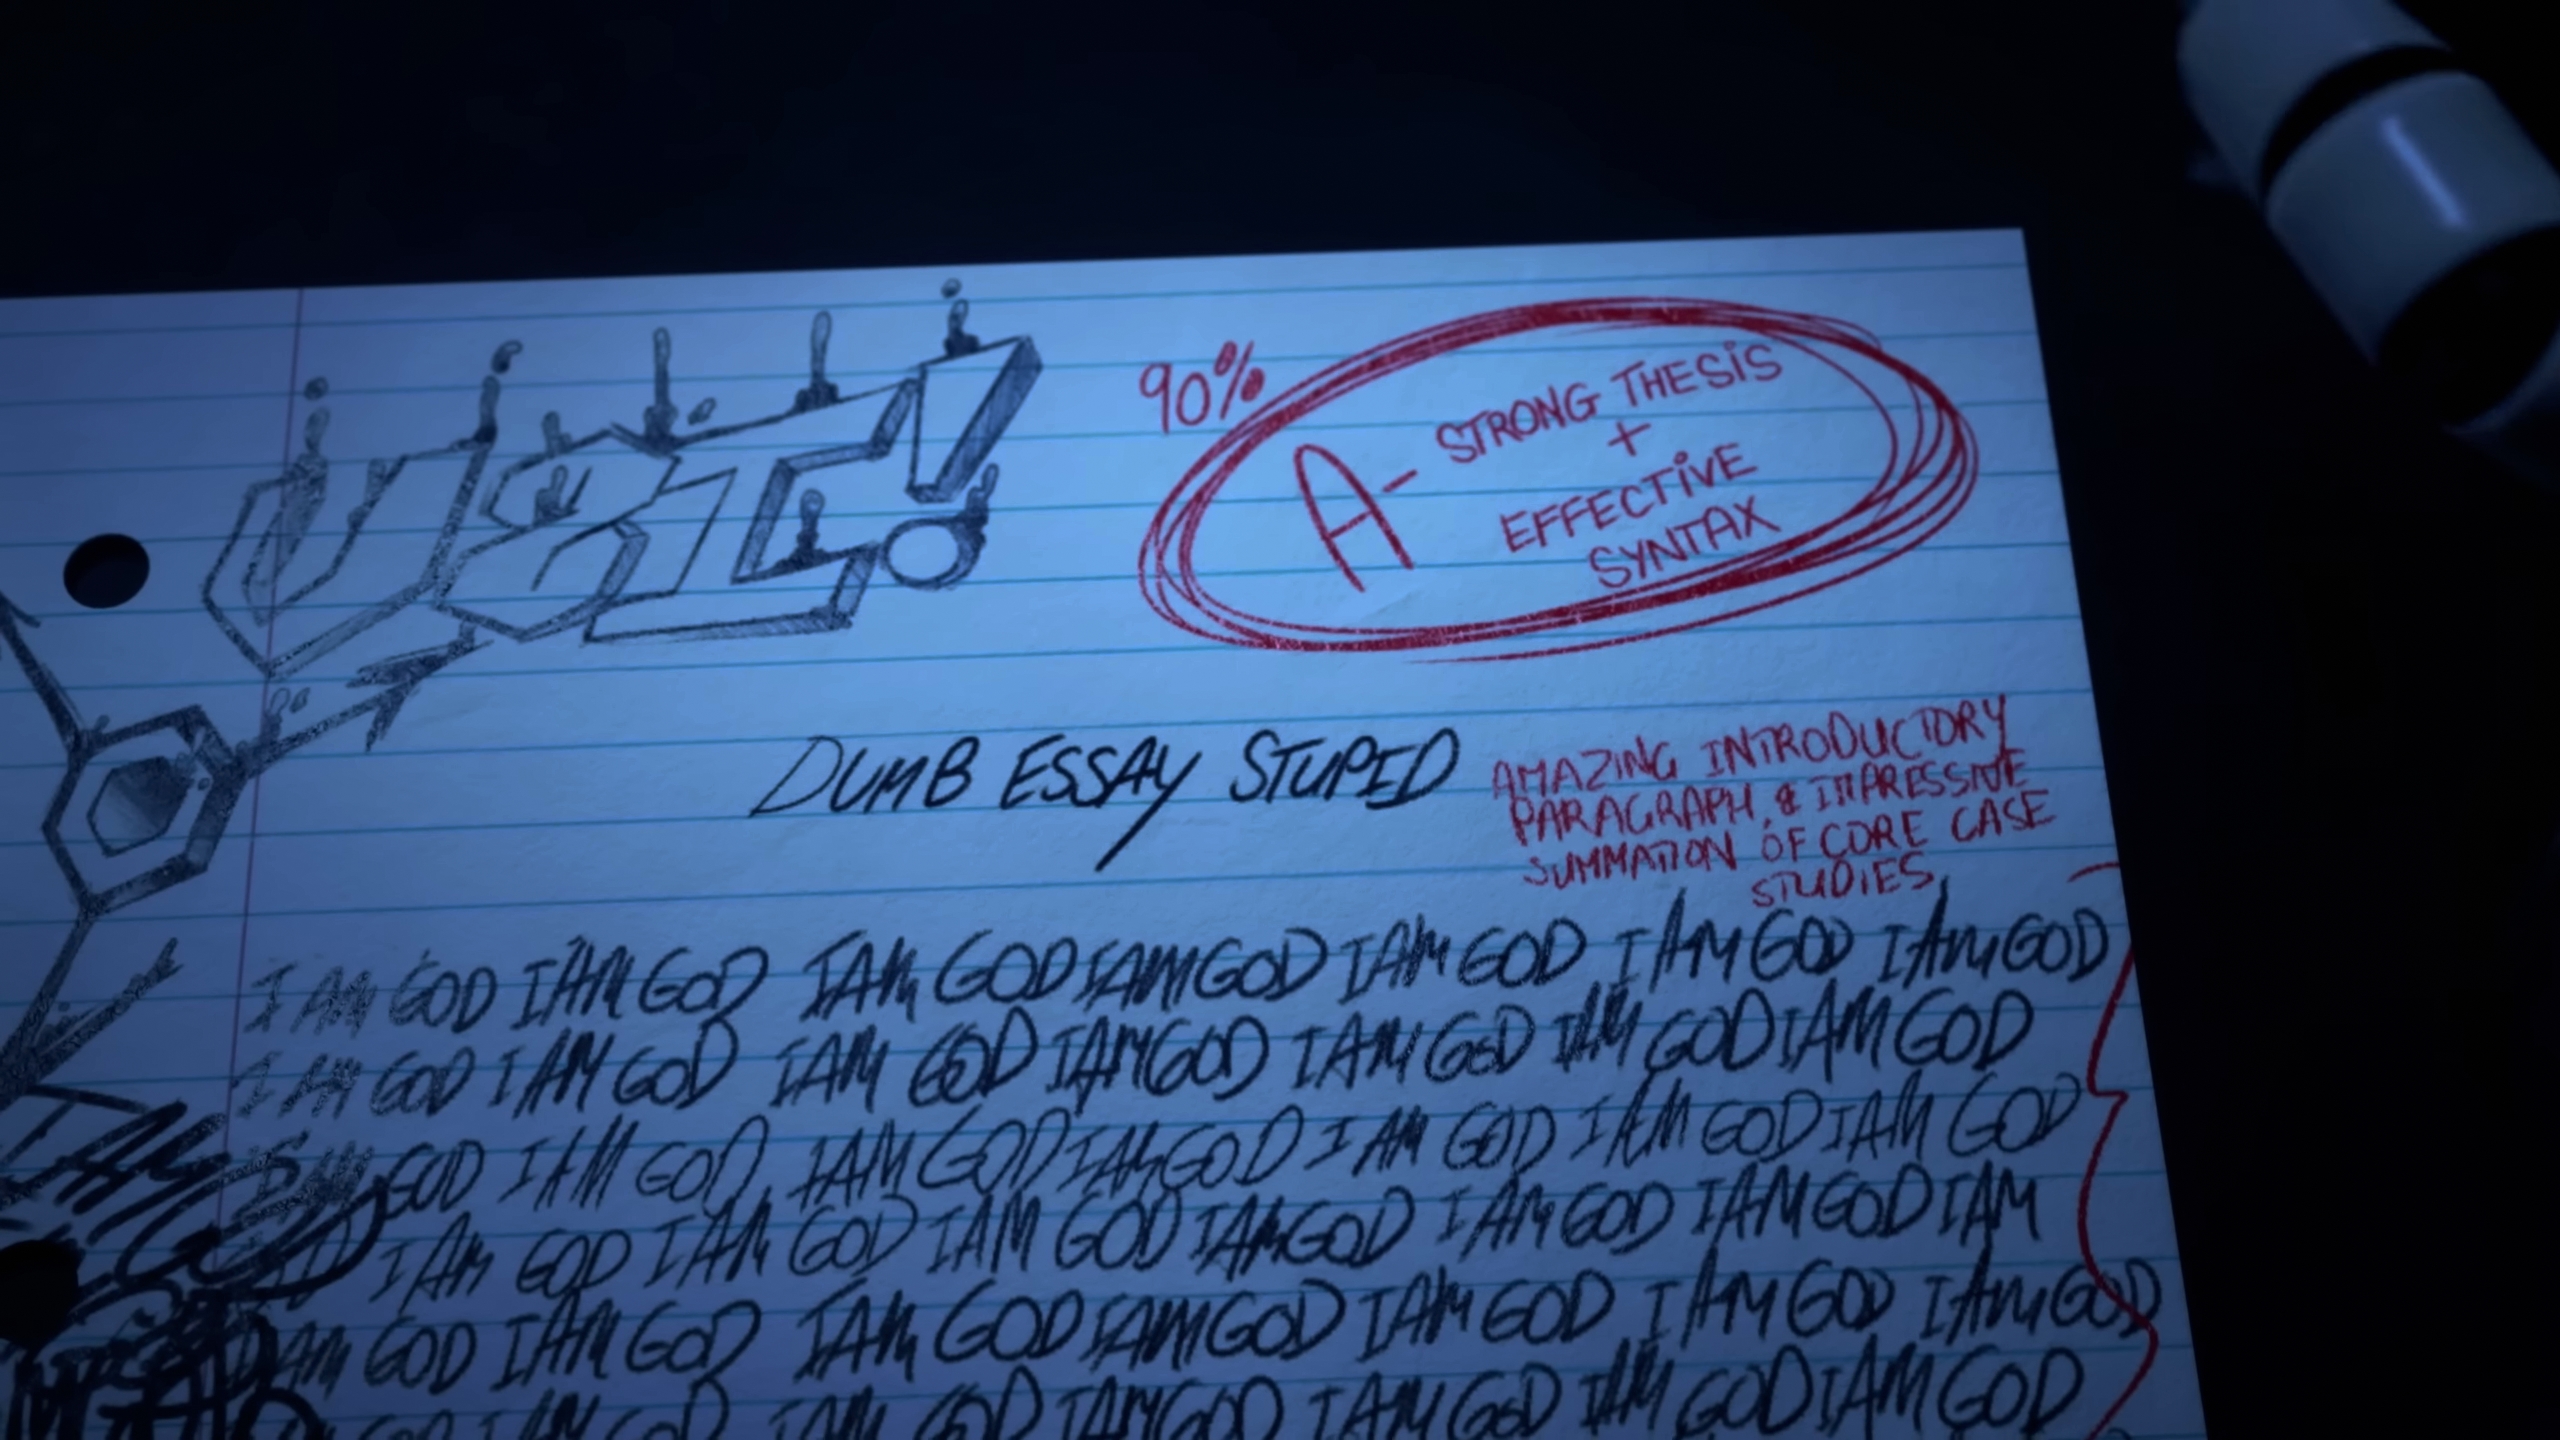 90%
A- STRONG THESIS
+
EFFECTIVE
SYNTAX
DUMB ESSAY STUPID
AMAZING INTRODUCTORY
PARAGRAPH, & IMPRESSIVE
SUMMATION OF CORE CASE
STUDIES
I AM GOD I AM GOD I AM GOD I AM GOD I AM GOD I AM GOD I AM GOD
I AM GOD I AM GOD I AM GOD I AM GOD I AM GOD I AM GOD I AM GOD
I AM GOD I AM GOD I AM GOD I AM GOD I AM GOD I AM GOD I AM GOD
I AM GOD I AM GOD I AM GOD I AM GOD I AM GOD I AM GOD I AM
I AM GOD I AM GOD I AM GOD I AM GOD I AM GOD I AM GOD I AM GOD
GOD I AM GOD I AM GOD I AM GOD I AM GOD I AM GOD I AM GOD